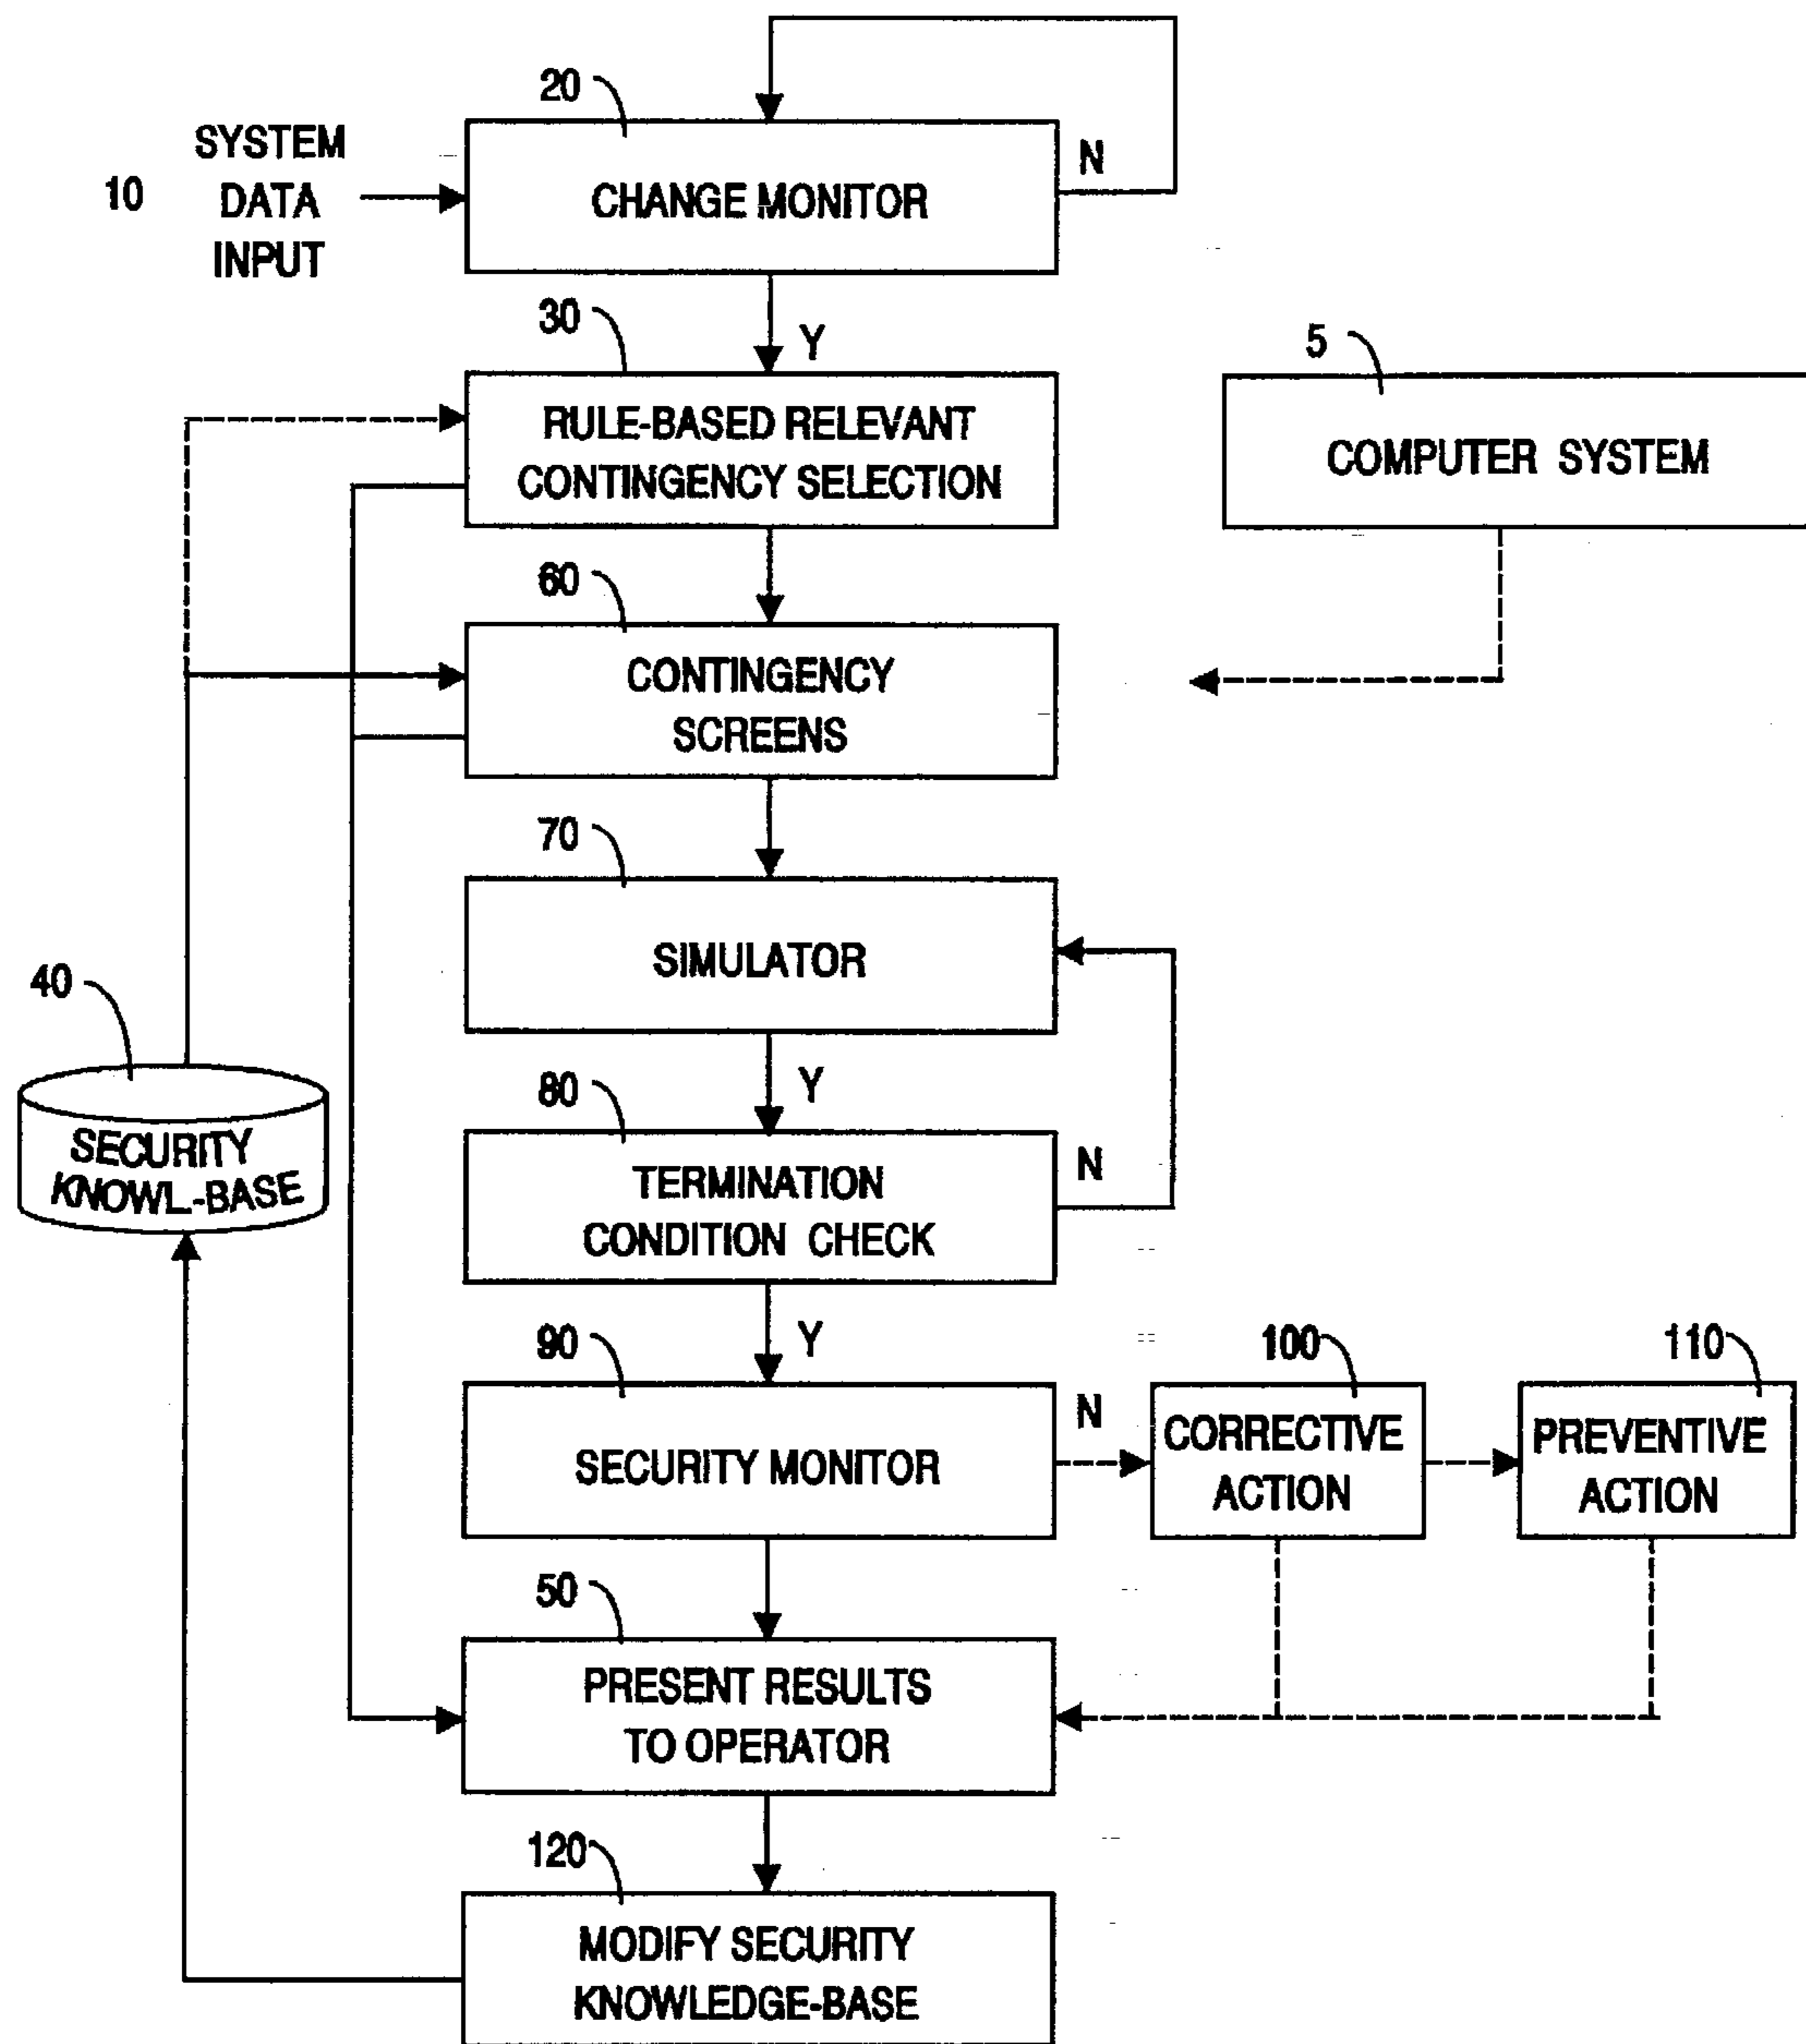 20
SYSTEM
DATA
INPUT
10
CHANGE MONITOR
N
Y
30
RULE-BASED RELEVANT
CONTINGENCY SELECTION
5
COMPUTER SYSTEM
60
CONTINGENCY
SCREENS
70
SIMULATOR
40
SECURITY
KNOWL-BASE
Y
80
TERMINATION
CONDITION CHECK
N
Y
90
SECURITY MONITOR
N
100
CORRECTIVE
ACTION
110
PREVENTIVE
ACTION
50
PRESENT RESULTS
TO OPERATOR
120
MODIFY SECURITY
KNOWLEDGE-BASE